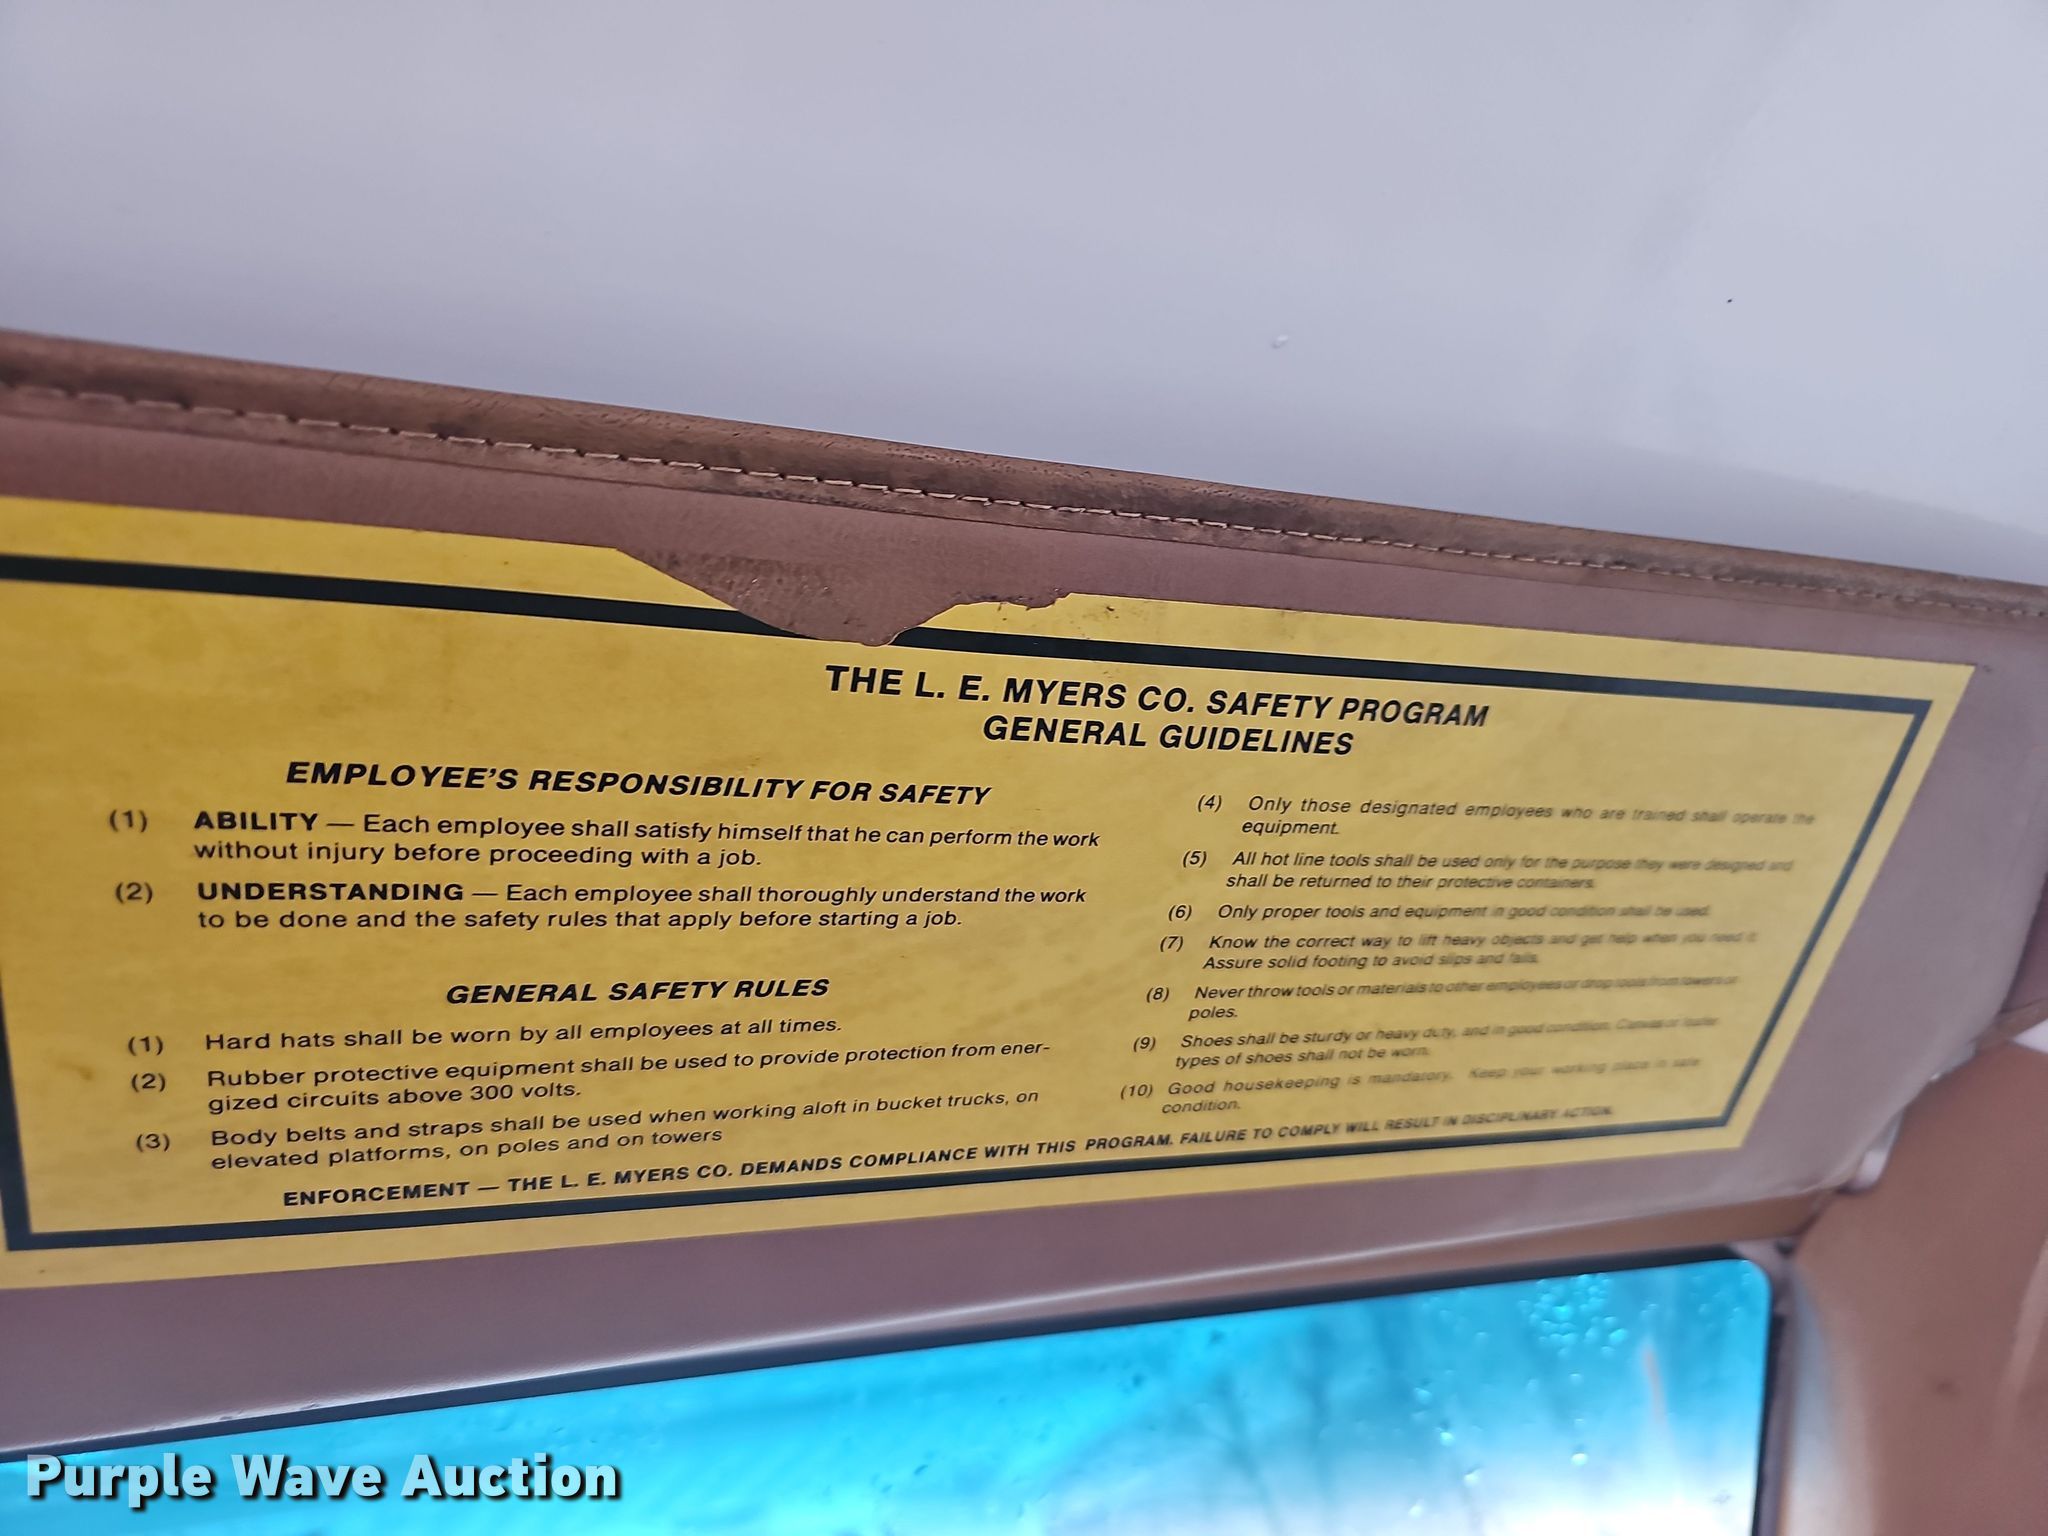 THE L. E. MYERS CO. SAFETY PROGRAM
GENERAL GUIDELINES
EMPLOYEE'S RESPONSIBILITY FOR SAFETY
(1) ABILITY — Each employee shall satisfy himself that he can perform the work
without injury before proceeding with a job.
(2) UNDERSTANDING — Each employee shall thoroughly understand the work
to be done and the safety rules that apply before starting a job.
GENERAL SAFETY RULES
(1) Hard hats shall be worn by all employees at all times.
(2) Rubber protective equipment shall be used to provide protection from ener-
gized circuits above 300 volts.
(3) Body belts and straps shall be used when working aloft in bucket trucks, on
elevated platforms, on poles and on towers
(4) Only those designated employees who are trained shall operate the
equipment.
(5) All hot line tools shall be used only for the purpose they were designed and
shall be returned to their protective containers.
(6) Only proper tools and equipment in good condition shall be used.
(7) Know the correct way to lift heavy objects and get help when you need it.
Assure solid footing to avoid slips and falls.
(8) Never throw tools or materials to other employees or drop tools from towers or
poles.
(9) Shoes shall be sturdy or heavy duty, and in good condition. Canvas or loafer
types of shoes shall not be worn.
(10) Good housekeeping is mandatory. Keep your working place in safe
condition.
ENFORCEMENT — THE L. E. MYERS CO. DEMANDS COMPLIANCE WITH THIS PROGRAM. FAILURE TO COMPLY WILL RESULT IN DISCIPLINARY ACTION.
Purple Wave Auction